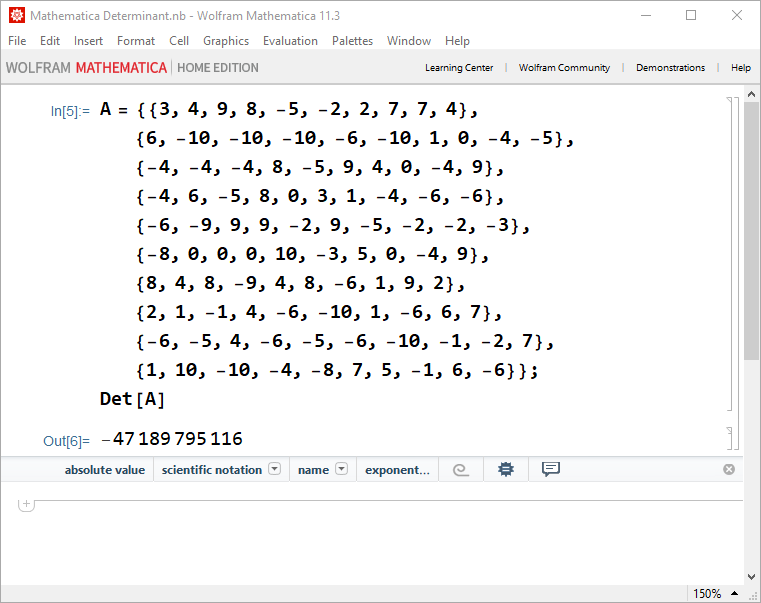 Mathematica Determinant.nb - Wolfram Mathematica 11.3
File Edit Insert Format Cell Graphics Evaluation Palettes Window Help
WOLFRAM MATHEMATICA | HOME EDITION Learning Center | Wolfram Community | Demonstrations | Help
In[5]:= A = {{3, 4, 9, 8, -5, -2, 2, 7, 7, 4},
{6, -10, -10, -10, -6, -10, 1, 0, -4, -5},
{-4, -4, -4, 8, -5, 9, 4, 0, -4, 9},
{-4, 6, -5, 8, 0, 3, 1, -4, -6, -6},
{-6, -9, 9, 9, -2, 9, -5, -2, -2, -3},
{-8, 0, 0, 0, 10, -3, 5, 0, -4, 9},
{8, 4, 8, -9, 4, 8, -6, 1, 9, 2},
{2, 1, -1, 4, -6, -10, 1, -6, 6, 7},
{-6, -5, 4, -6, -5, -6, -10, -1, -2, 7},
{1, 10, -10, -4, -8, 7, 5, -1, 6, -6}};
Det[A]
Out[6]= -47 189 795 116
absolute value scientific notation name exponent...
150%